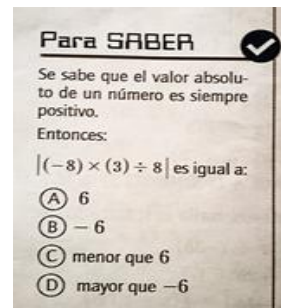 Para SABER
Se sabe que el valor absolu-
to de un número es siempre
positivo.
Entonces:
|(−8) × (3) ÷ 8| es igual a:
A 6
B − 6
C menor que 6
D mayor que −6